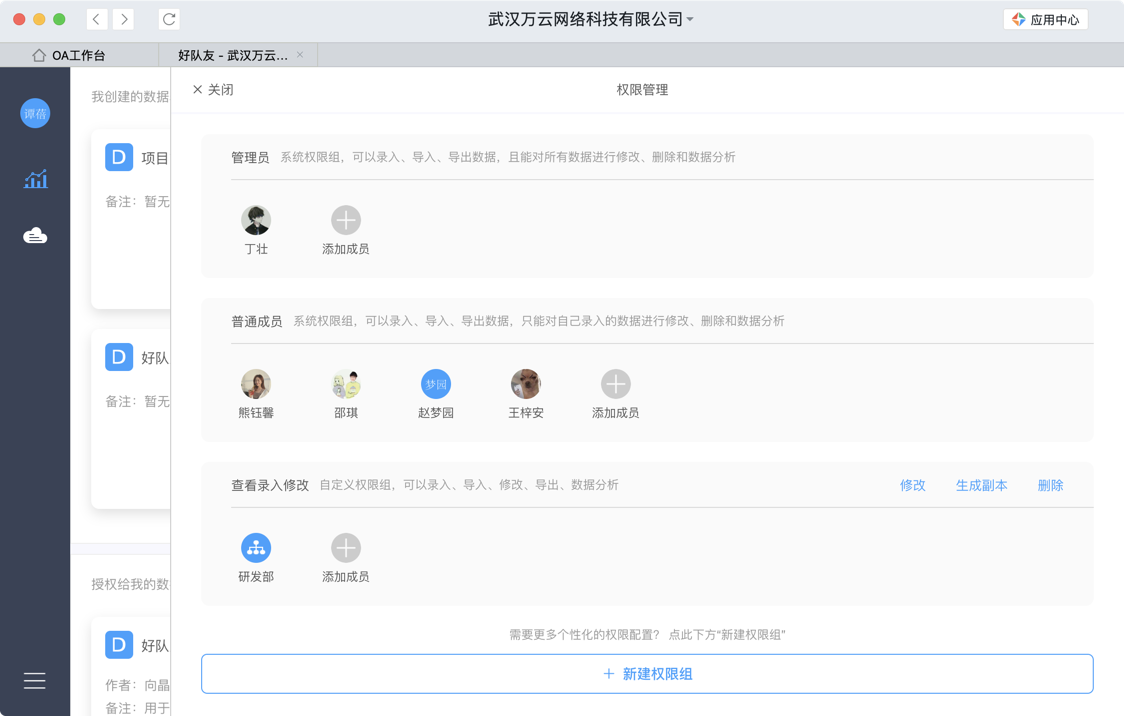 武汉万云网络科技有限公司
应用中心
OA工作台
好队友 - 武汉万云...
谭蓓
我创建的数据
D 项目
备注：暂无
D 好队
备注：暂无
授权给我的数
D 好队
作者：向晶
备注：用于
关闭
权限管理
管理员 系统权限组，可以录入、导入、导出数据，且能对所有数据进行修改、删除和数据分析
丁壮 添加成员
普通成员 系统权限组，可以录入、导入、导出数据，只能对自己录入的数据进行修改、删除和数据分析
梦园
熊钰馨 邵琪 赵梦园 王梓安 添加成员
查看录入修改 自定义权限组，可以录入、导入、修改、导出、数据分析 修改 生成副本 删除
研发部 添加成员
需要更多个性化的权限配置？ 点此下方“新建权限组”
+ 新建权限组